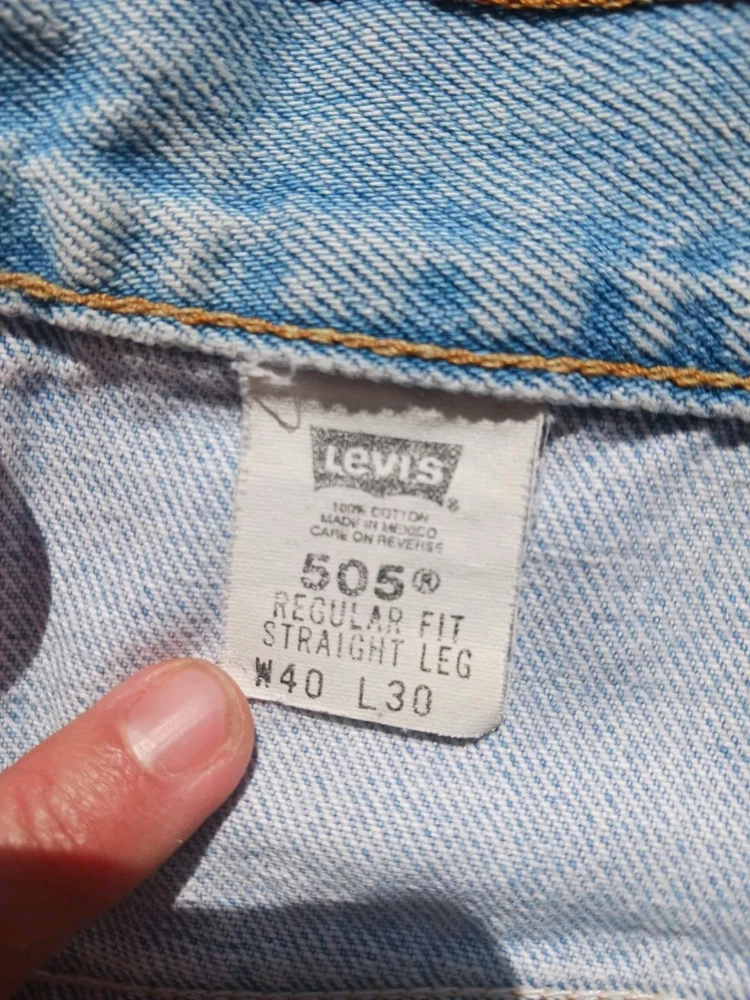 LEVI'S®
100% COTTON
MADE IN MEXICO
CARE ON REVERSE
505®
REGULAR FIT
STRAIGHT LEG
W40 L30